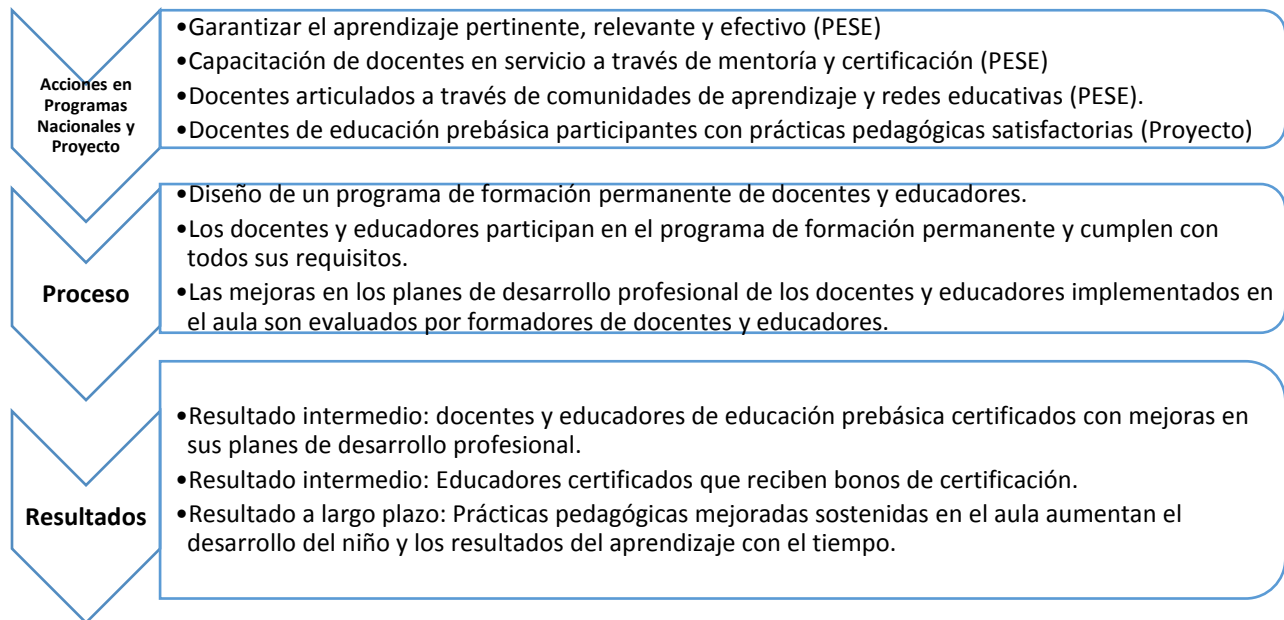 Acciones en
Programas
Nacionales y
Proyecto
•Garantizar el aprendizaje pertinente, relevante y efectivo (PESE)
•Capacitación de docentes en servicio a través de mentoría y certificación (PESE)
•Docentes articulados a través de comunidades de aprendizaje y redes educativas (PESE).
•Docentes de educación prebásica participantes con prácticas pedagógicas satisfactorias (Proyecto)
Proceso
•Diseño de un programa de formación permanente de docentes y educadores.
•Los docentes y educadores participan en el programa de formación permanente y cumplen con
todos sus requisitos.
•Las mejoras en los planes de desarrollo profesional de los docentes y educadores implementados en
el aula son evaluados por formadores de docentes y educadores.
Resultados
•Resultado intermedio: docentes y educadores de educación prebásica certificados con mejoras en
sus planes de desarrollo profesional.
•Resultado intermedio: Educadores certificados que reciben bonos de certificación.
•Resultado a largo plazo: Prácticas pedagógicas mejoradas sostenidas en el aula aumentan el
desarrollo del niño y los resultados del aprendizaje con el tiempo.